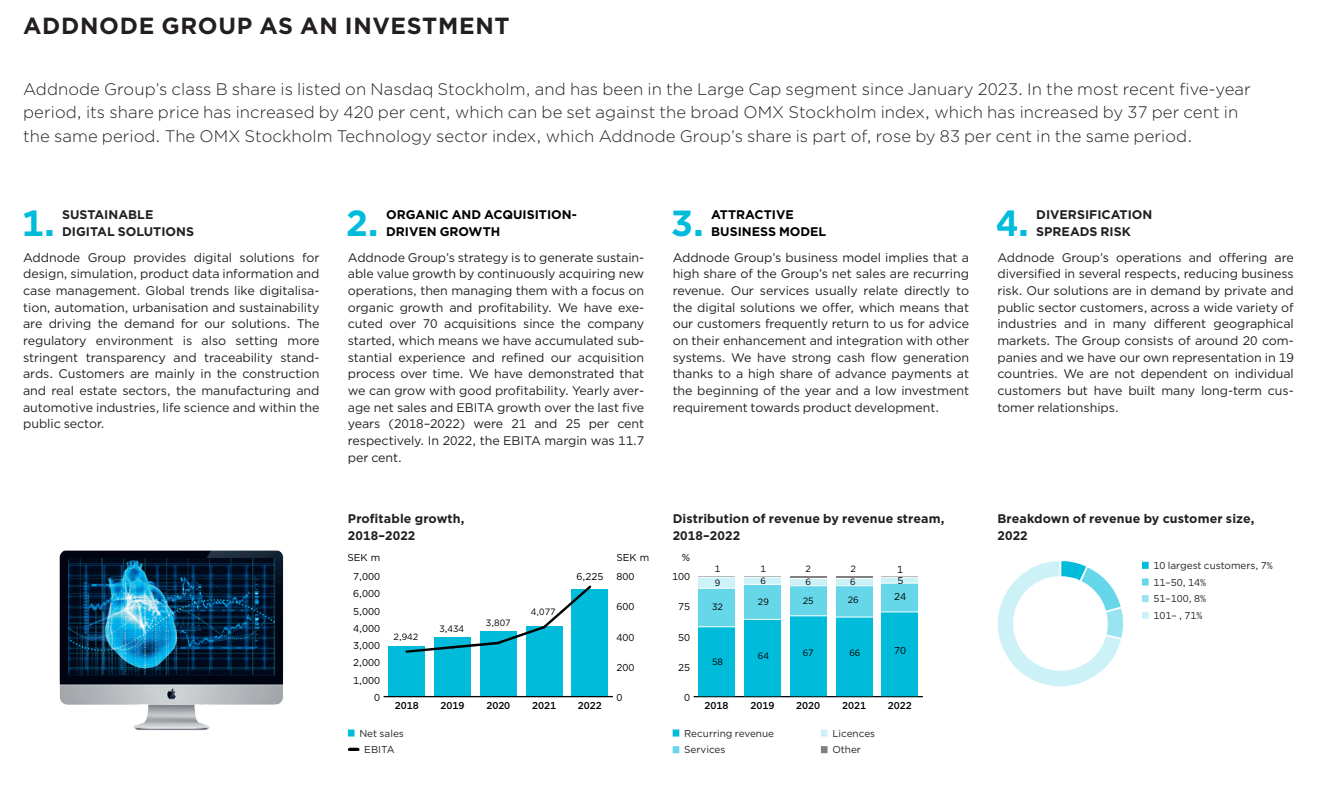 ADDNODE GROUP AS AN INVESTMENT
Addnode Group's class B share is listed on Nasdaq Stockholm, and has been in the Large Cap segment since January 2023. In the most recent five-year
period, its share price has increased by 420 per cent, which can be set against the broad OMX Stockholm index, which has increased by 37 per cent in
the same period. The OMX Stockholm Technology sector index, which Addnode Group's share is part of, rose by 83 per cent in the same period.
1. SUSTAINABLE
DIGITAL SOLUTIONS
Addnode Group provides digital solutions for
design, simulation, product data information and
case management. Global trends like digitalisa-
tion, automation, urbanisation and sustainability
are driving the demand for our solutions. The
regulatory environment is also setting more
stringent transparency and traceability stand-
ards. Customers are mainly in the construction
and real estate sectors, the manufacturing and
automotive industries, life science and within the
public sector.
2. ORGANIC AND ACQUISITION-
DRIVEN GROWTH
Addnode Group's strategy is to generate sustain-
able value growth by continuously acquiring new
operations, then managing them with a focus on
organic growth and profitability. We have exe-
cuted over 70 acquisitions since the company
started, which means we have accumulated sub-
stantial experience and refined our acquisition
process over time. We have demonstrated that
we can grow with good profitability. Yearly aver-
age net sales and EBITA growth over the last five
years (2018–2022) were 21 and 25 per cent
respectively. In 2022, the EBITA margin was 11.7
per cent.
3. ATTRACTIVE
BUSINESS MODEL
Addnode Group's business model implies that a
high share of the Group's net sales are recurring
revenue. Our services usually relate directly to
the digital solutions we offer, which means that
our customers frequently return to us for advice
on their enhancement and integration with other
systems. We have strong cash flow generation
thanks to a high share of advance payments at
the beginning of the year and a low investment
requirement towards product development.
4. DIVERSIFICATION
SPREADS RISK
Addnode Group's operations and offering are
diversified in several respects, reducing business
risk. Our solutions are in demand by private and
public sector customers, across a wide variety of
industries and in many different geographical
markets. The Group consists of around 20 com-
panies and we have our own representation in 19
countries. We are not dependent on individual
customers but have built many long-term cus-
tomer relationships.
Profitable growth,
2018–2022
SEK m SEK m
7,000 6,225 800
6,000
5,000 4,077 600
4,000 2,942 3,434 3,807 400
3,000
2,000 200
1,000
0 0
2018 2019 2020 2021 2022
Net sales
EBITA
Distribution of revenue by revenue stream,
2018–2022
%
1 1 2 2 1
100 9 6 6 6 5
75 32 29 25 26 24
50
25 58 64 67 66 70
0
2018 2019 2020 2021 2022
Recurring revenue Licences
Services Other
Breakdown of revenue by customer size,
2022
10 largest customers, 7%
11–50, 14%
51–100, 8%
101– , 71%